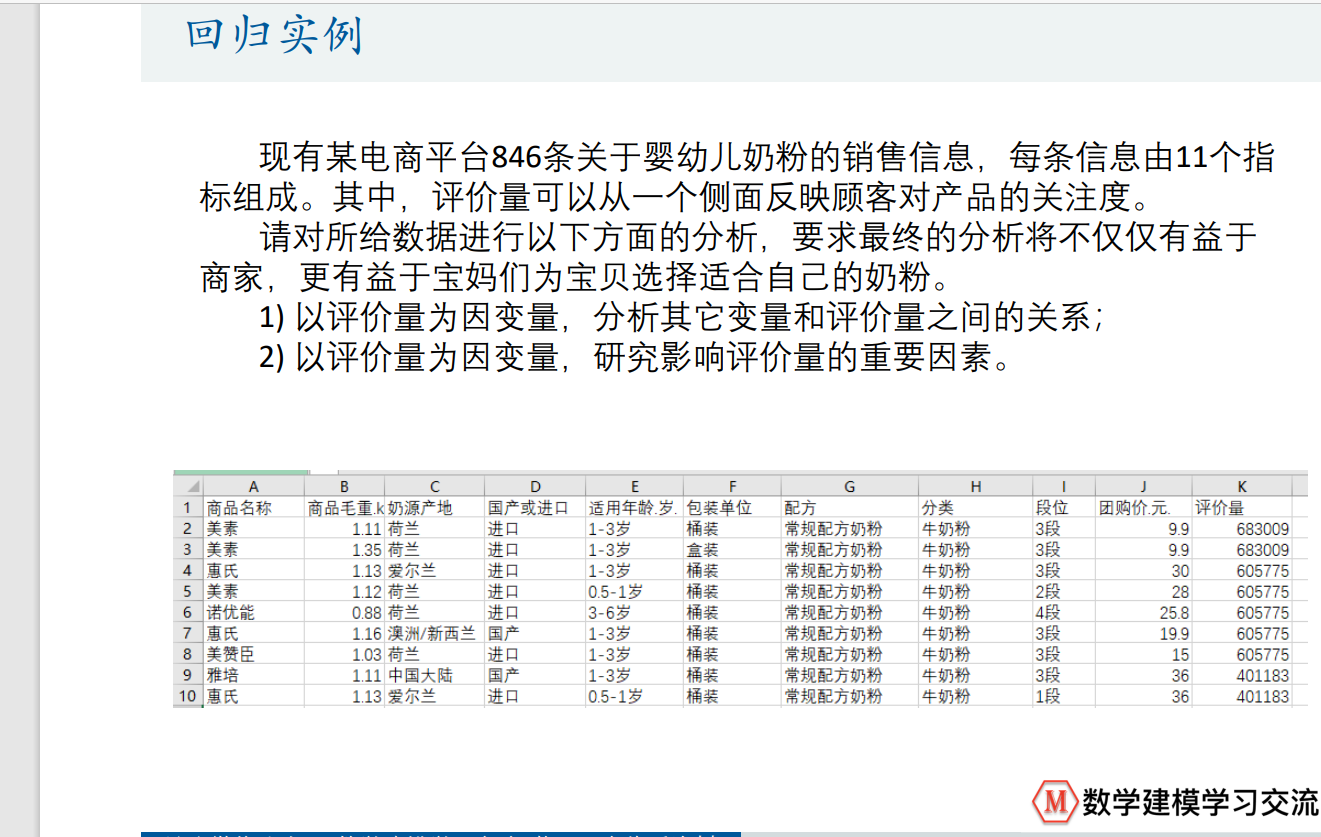 回归实例
现有某电商平台846条关于婴幼儿奶粉的销售信息，每条信息由11个指
标组成。其中，评价量可以从一个侧面反映顾客对产品的关注度。
请对所给数据进行以下方面的分析，要求最终的分析将不仅仅有益于
商家，更有益于宝妈们为宝贝选择适合自己的奶粉。
1) 以评价量为因变量，分析其它变量和评价量之间的关系；
2) 以评价量为因变量，研究影响评价量的重要因素。
A B C D E F G H I J K
1 商品名称 商品毛重.k 奶源产地 国产或进口 适用年龄.岁. 包装单位 配方 分类 段位 团购价.元. 评价量
2 美素 1.11 荷兰 进口 1-3岁 桶装 常规配方奶粉 牛奶粉 3段 9.9 683009
3 美素 1.35 荷兰 进口 1-3岁 盒装 常规配方奶粉 牛奶粉 3段 9.9 683009
4 惠氏 1.13 爱尔兰 进口 1-3岁 桶装 常规配方奶粉 牛奶粉 3段 30 605775
5 美素 1.12 荷兰 进口 0.5-1岁 桶装 常规配方奶粉 牛奶粉 2段 28 605775
6 诺优能 0.88 荷兰 进口 3-6岁 桶装 常规配方奶粉 牛奶粉 4段 25.8 605775
7 惠氏 1.16 澳洲/新西兰 国产 1-3岁 桶装 常规配方奶粉 牛奶粉 3段 19.9 605775
8 美赞臣 1.03 荷兰 进口 1-3岁 桶装 常规配方奶粉 牛奶粉 3段 15 605775
9 雅培 1.11 中国大陆 国产 1-3岁 桶装 常规配方奶粉 牛奶粉 3段 36 401183
10 惠氏 1.13 爱尔兰 进口 0.5-1岁 桶装 常规配方奶粉 牛奶粉 1段 36 401183
M 数学建模学习交流